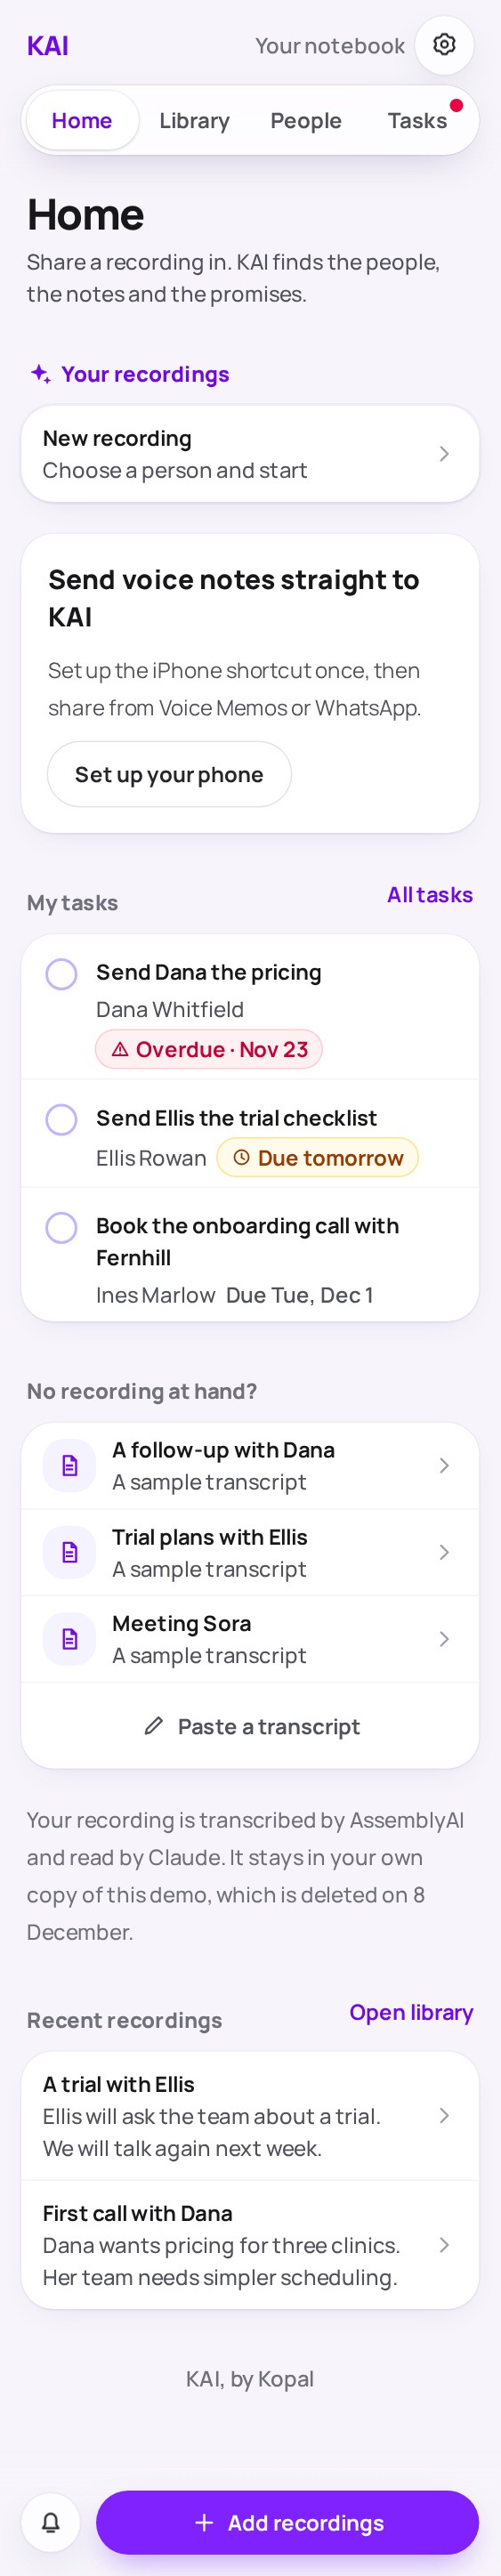 KAI
Your notebook
Home
Library
People
Tasks
Home
Share a recording in. KAI finds the people,
the notes and the promises.
Your recordings
New recording
Choose a person and start
Send voice notes straight to
KAI
Set up the iPhone shortcut once, then
share from Voice Memos or WhatsApp.
Set up your phone
My tasks
All tasks
Send Dana the pricing
Dana Whitfield
Overdue · Nov 23
Send Ellis the trial checklist
Ellis Rowan Due tomorrow
Book the onboarding call with
Fernhill
Ines Marlow Due Tue, Dec 1
No recording at hand?
A follow-up with Dana
A sample transcript
Trial plans with Ellis
A sample transcript
Meeting Sora
A sample transcript
Paste a transcript
Your recording is transcribed by AssemblyAI
and read by Claude. It stays in your own
copy of this demo, which is deleted on 8
December.
Recent recordings
Open library
A trial with Ellis
Ellis will ask the team about a trial.
We will talk again next week.
First call with Dana
Dana wants pricing for three clinics.
Her team needs simpler scheduling.
KAI, by Kopal
Add recordings